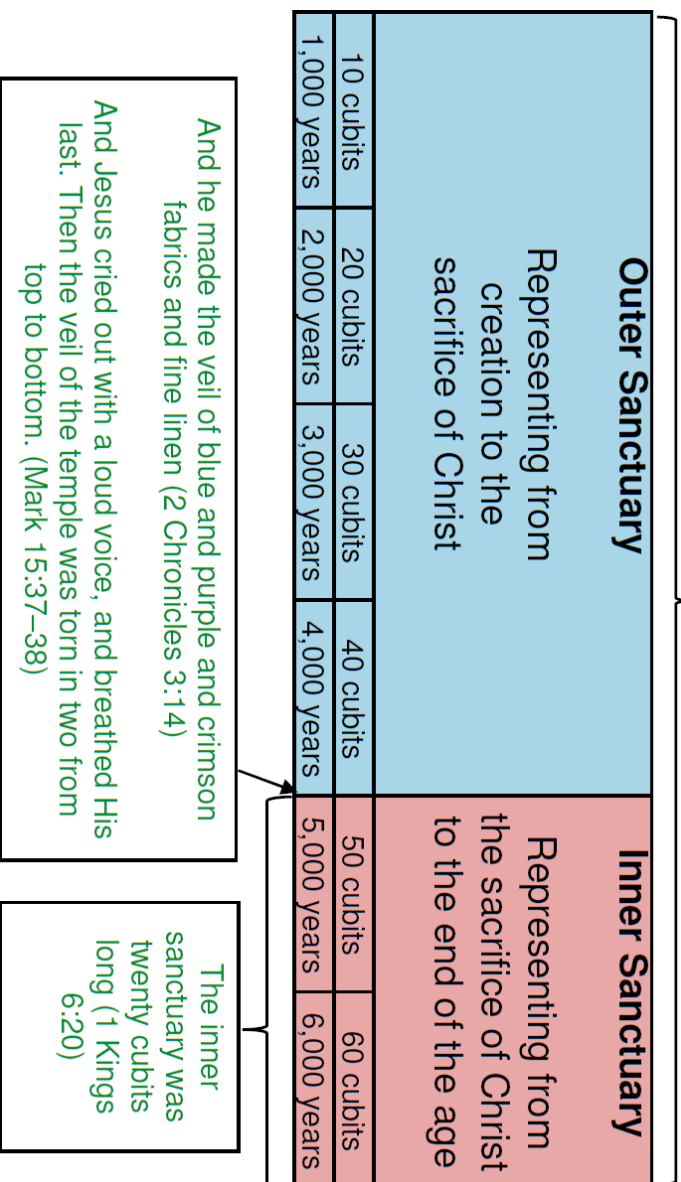 Outer Sanctuary
Representing from
creation to the
sacrifice of Christ
Inner Sanctuary
Representing from
the sacrifice of Christ
to the end of the age
10 cubits
20 cubits
30 cubits
40 cubits
50 cubits
60 cubits
1,000 years
2,000 years
3,000 years
4,000 years
5,000 years
6,000 years
And he made the veil of blue and purple and crimson
fabrics and fine linen (2 Chronicles 3:14)
And Jesus cried out with a loud voice, and breathed His
last. Then the veil of the temple was torn in two from
top to bottom. (Mark 15:37–38)
The inner
sanctuary was
twenty cubits
long (1 Kings
6:20)